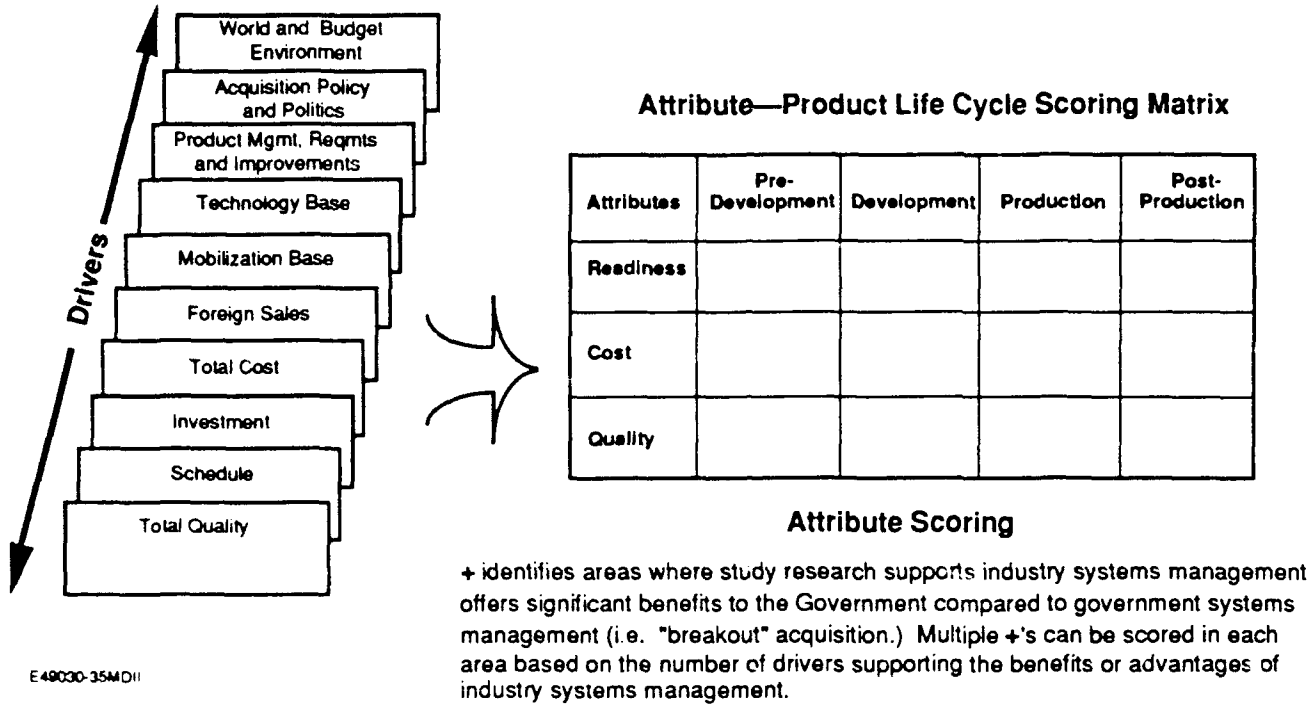 World and Budget
Environment
Acquisition Policy
and Politics
Product Mgmt, Reqmts
and Improvements
Technology Base
Mobilization Base
Foreign Sales
Total Cost
Investment
Schedule
Total Quality
Drivers
Attribute—Product Life Cycle Scoring Matrix
Attributes
Pre-
Development
Development
Production
Post-
Production
Readiness
Cost
Quality
Attribute Scoring
+ identifies areas where study research supports industry systems management
offers significant benefits to the Government compared to government systems
management (i.e. "breakout" acquisition.) Multiple +'s can be scored in each
area based on the number of drivers supporting the benefits or advantages of
industry systems management.